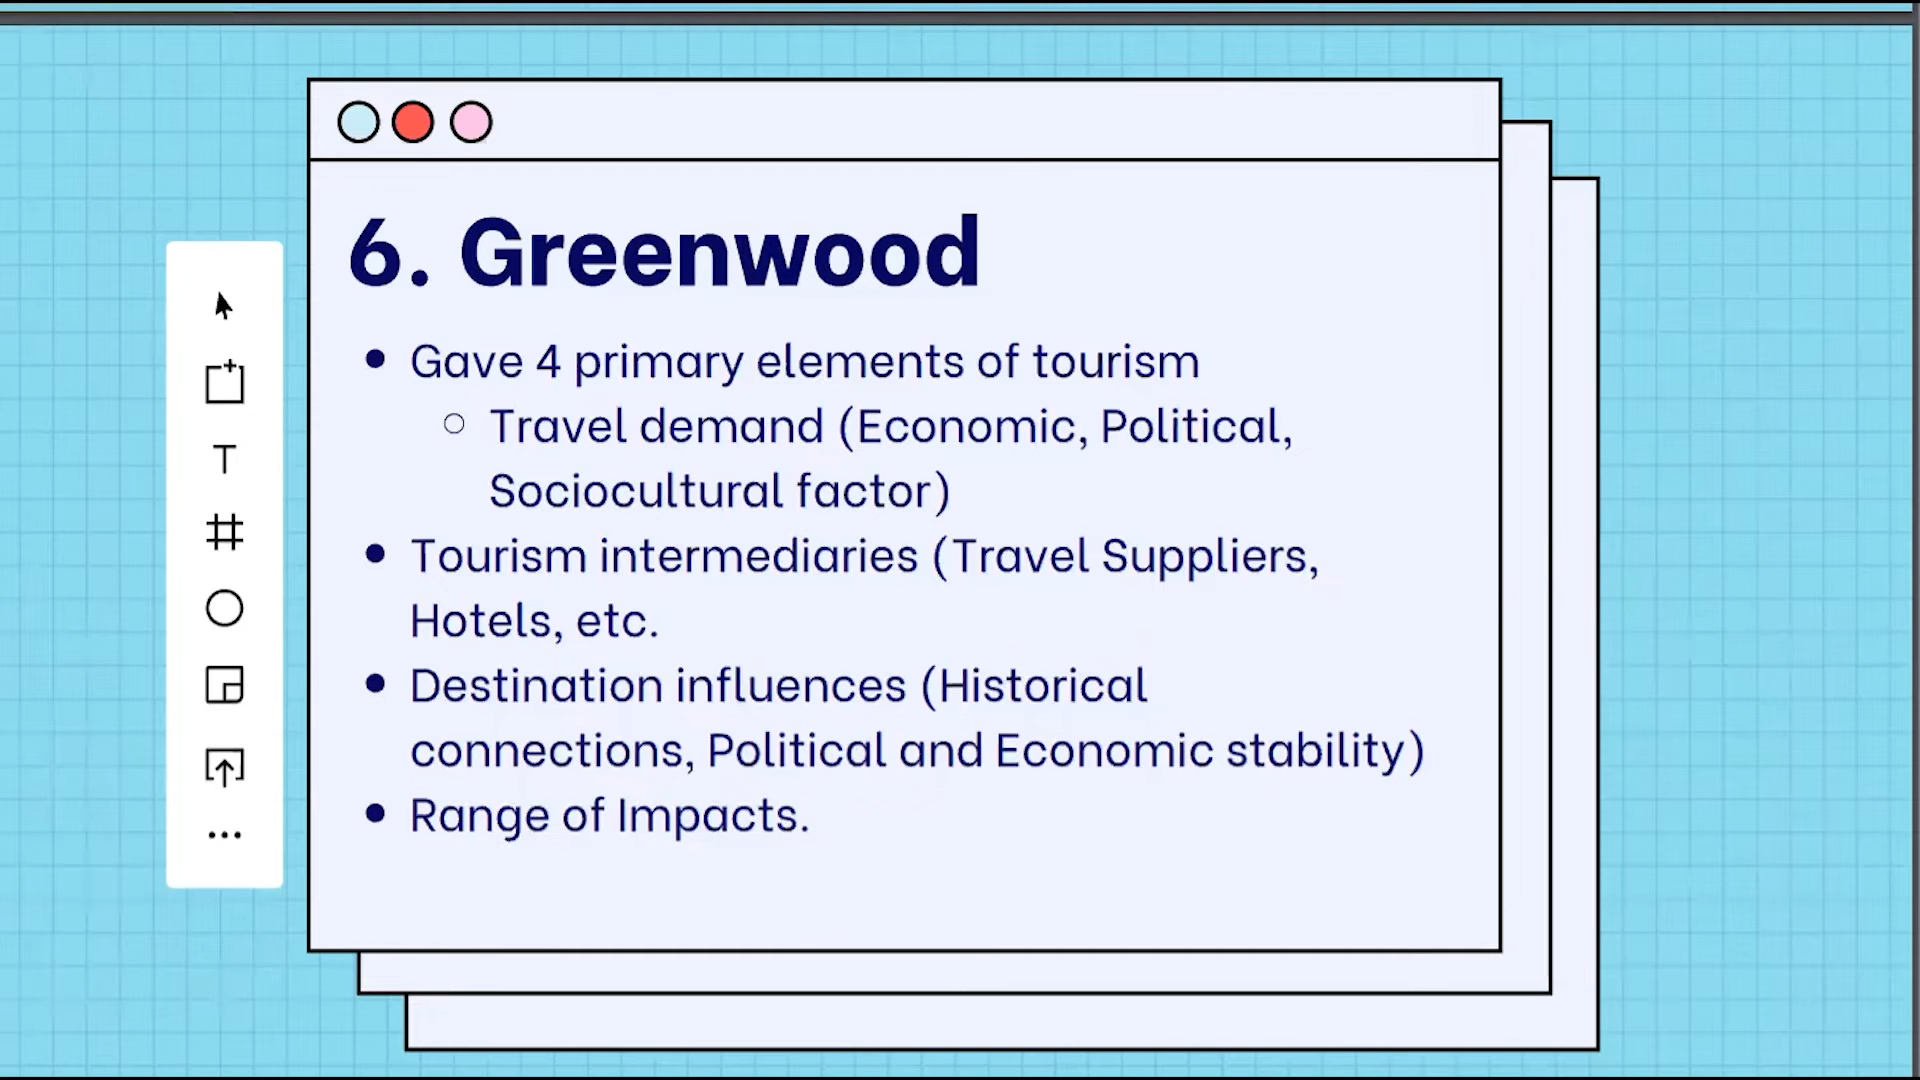 6. Greenwood
• Gave 4 primary elements of tourism
○ Travel demand (Economic, Political,
Sociocultural factor)
• Tourism intermediaries (Travel Suppliers,
Hotels, etc.
• Destination influences (Historical
connections, Political and Economic stability)
• Range of Impacts.